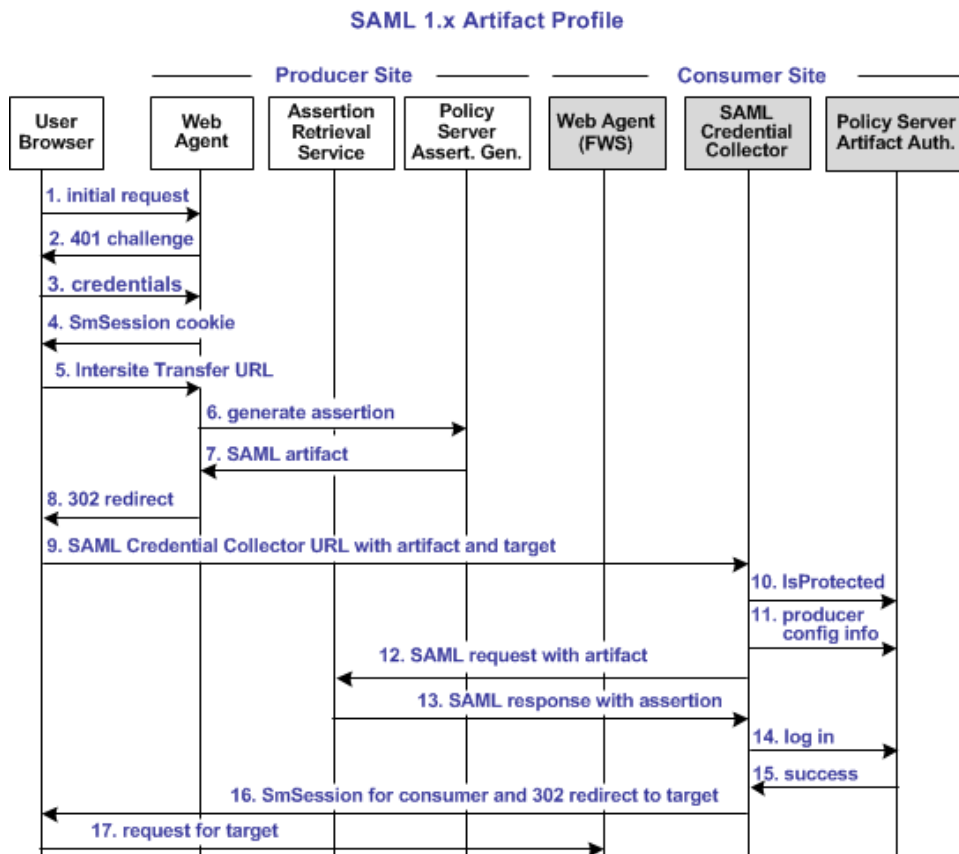 SAML 1.x Artifact Profile
Producer Site
Consumer Site
User
Browser
Web
Agent
Assertion
Retrieval
Service
Policy
Server
Assert. Gen.
Web Agent
(FWS)
SAML
Credential
Collector
Policy Server
Artifact Auth.
1. initial request
2. 401 challenge
3. credentials
4. SmSession cookie
5. Intersite Transfer URL
6. generate assertion
7. SAML artifact
8. 302 redirect
9. SAML Credential Collector URL with artifact and target
10. IsProtected
11. producer
config info
12. SAML request with artifact
13. SAML response with assertion
14. log in
15. success
16. SmSession for consumer and 302 redirect to target
17. request for target